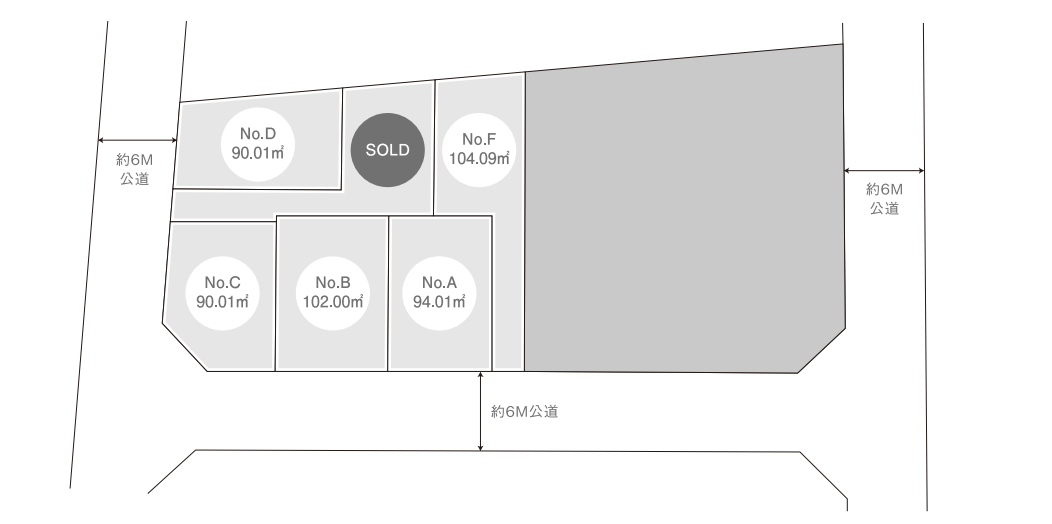 No.D
90.01㎡
SOLD
No.F
104.09㎡
約6M
公道
約6M
公道
No.C
90.01㎡
No.B
102.00㎡
No.A
94.01㎡
約6M公道